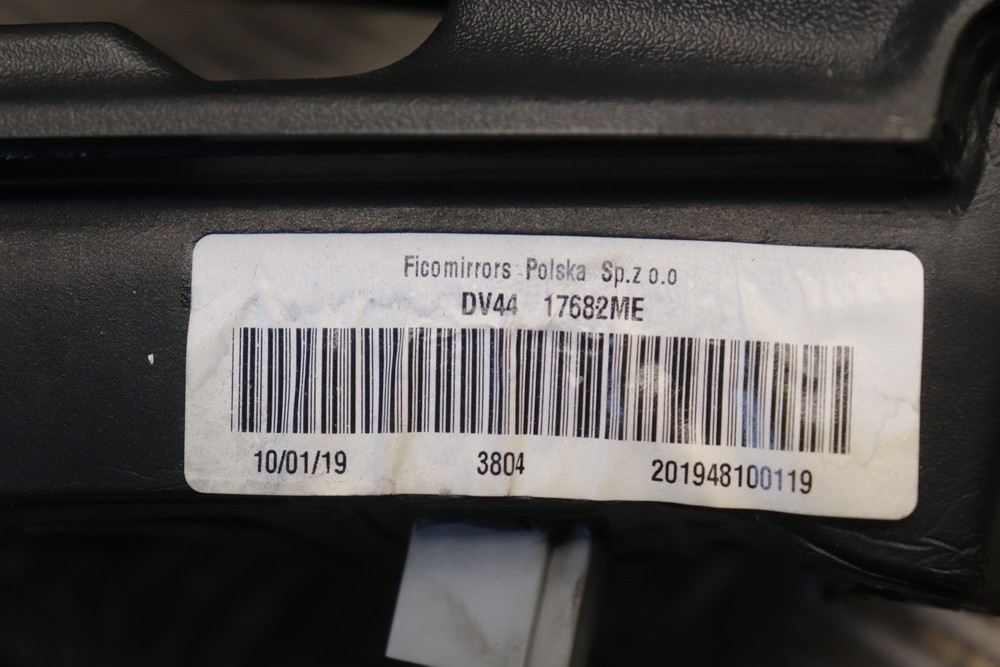 Ficomirrors Polska Sp.z o.o
DV44 17682ME
10/01/19 3804 201948100119